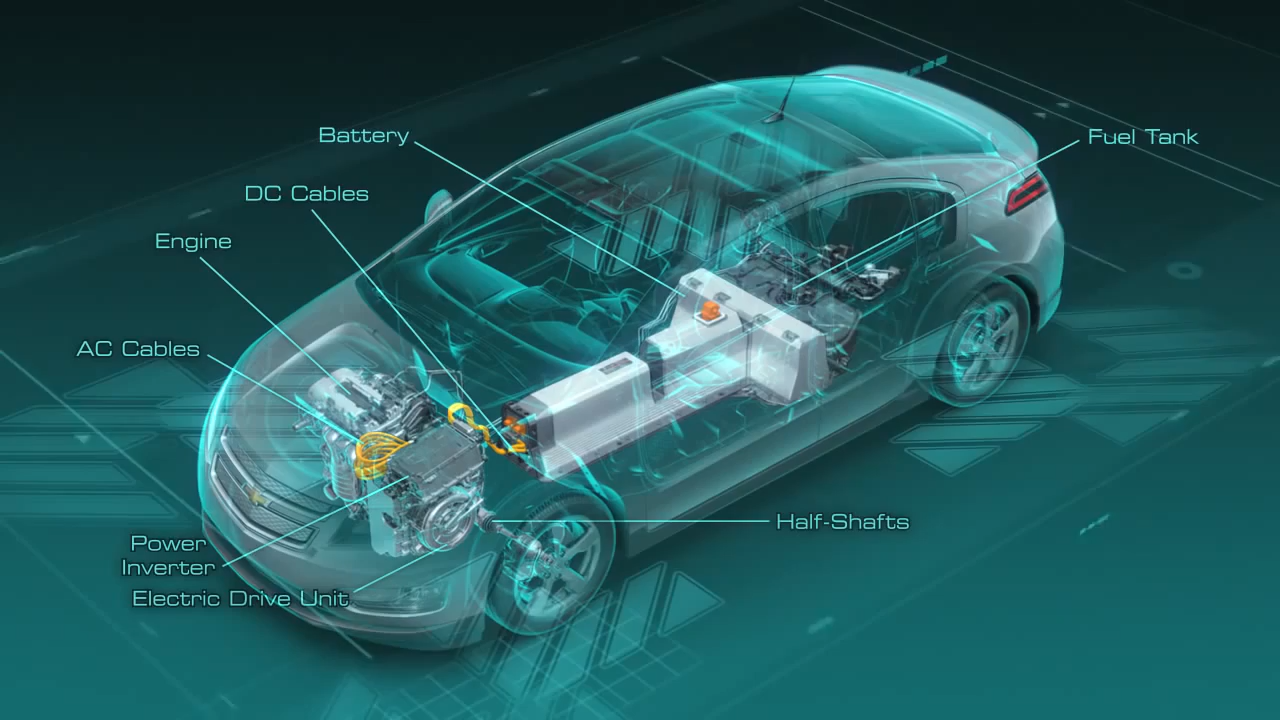 Battery
Fuel Tank
DC Cables
Engine
AC Cables
Half-Shafts
Power
Inverter
Electric Drive Unit